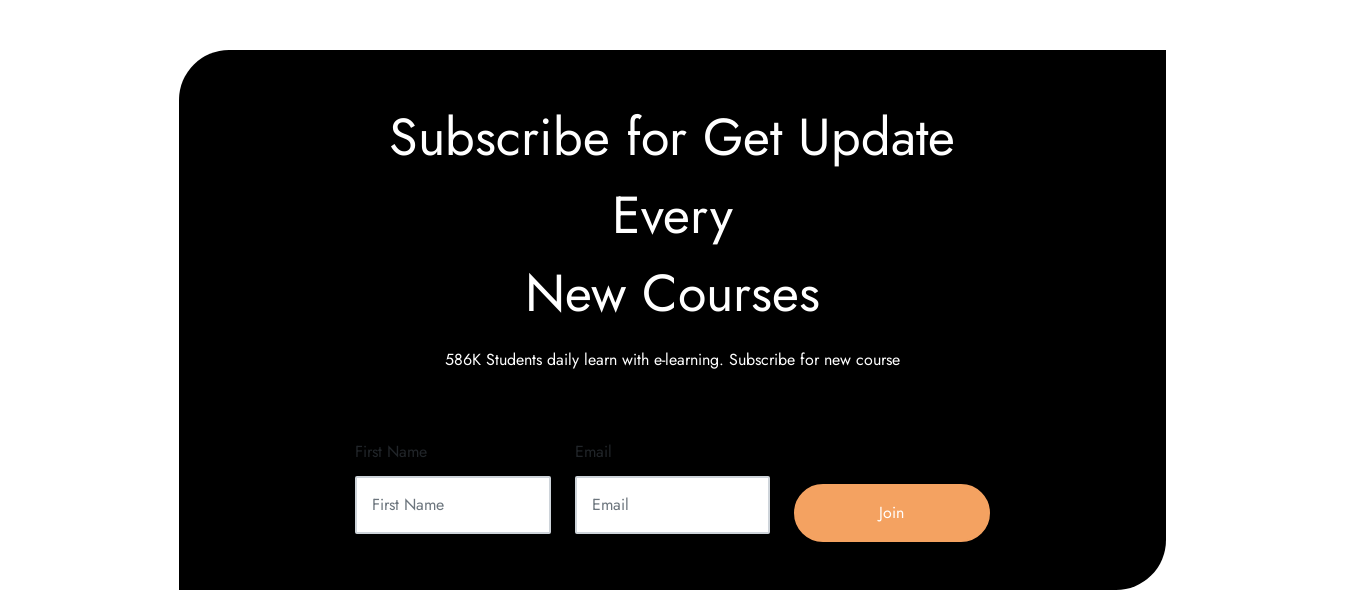 Subscribe for Get Update
Every
New Courses
586K Students daily learn with e-learning. Subscribe for new course
First Name
Email
First Name
Email
Join